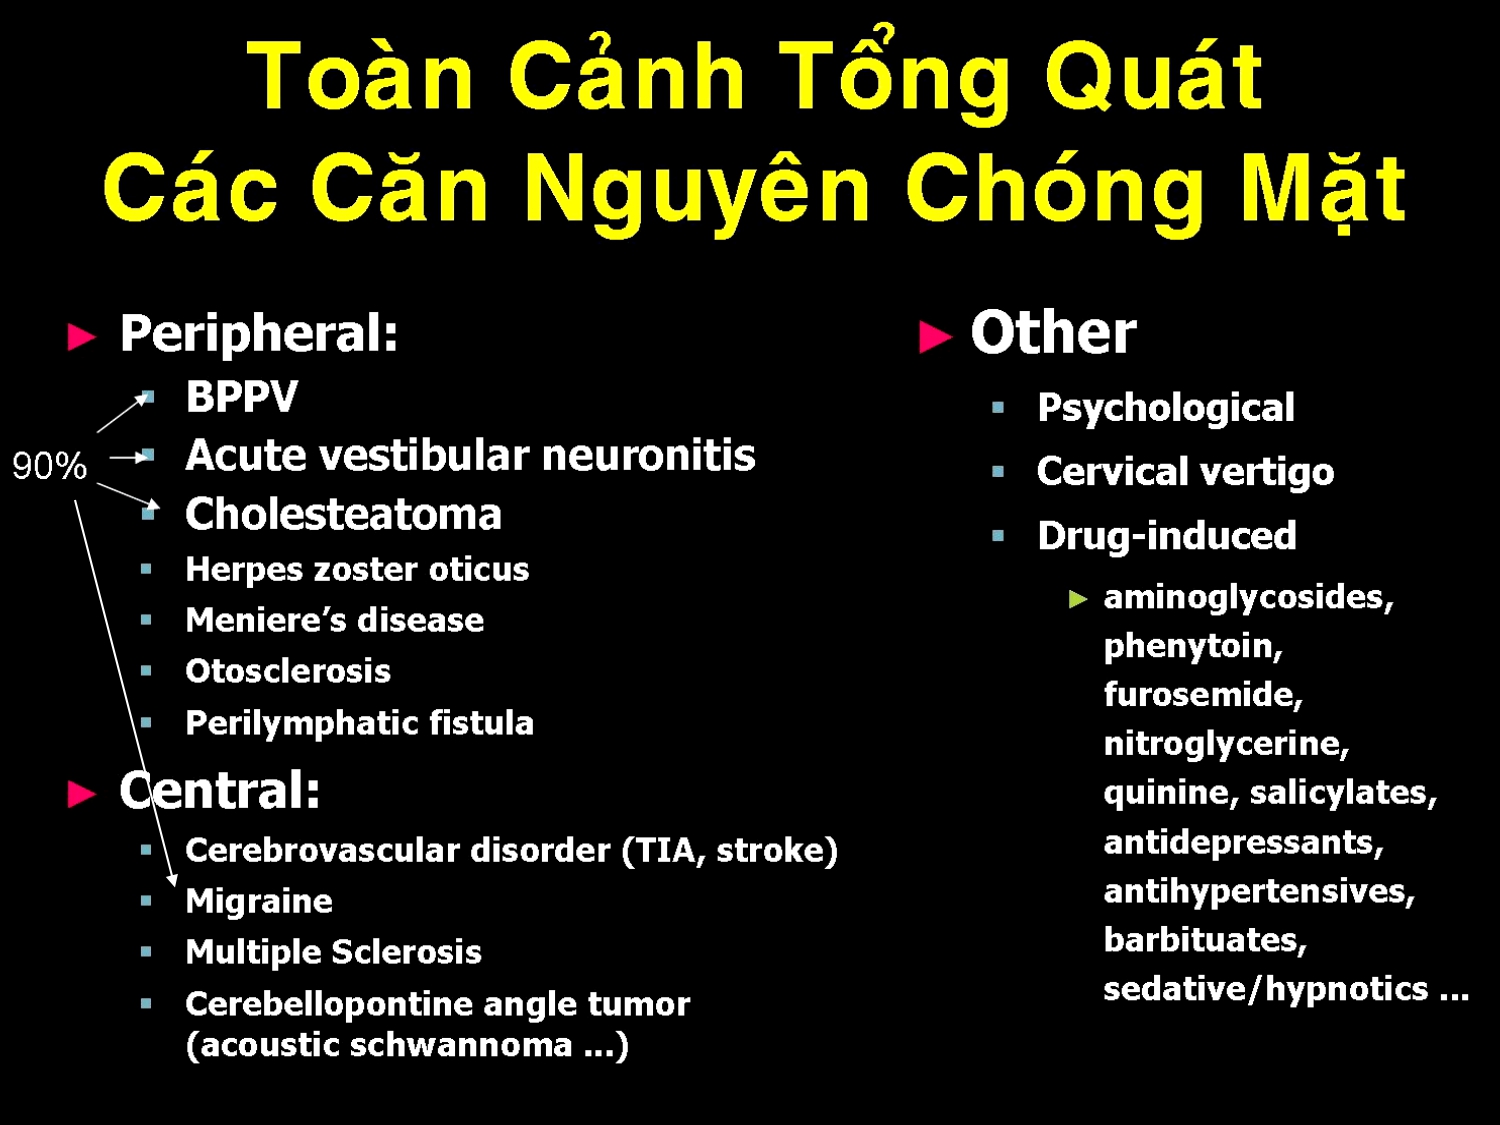 Toàn Cảnh Tổng Quát
Các Căn Nguyên Chóng Mặt
► Peripheral:
▪ BPPV
▪ Acute vestibular neuronitis
90%
▪ Cholesteatoma
▪ Herpes zoster oticus
▪ Meniere’s disease
▪ Otosclerosis
▪ Perilymphatic fistula
► Central:
▪ Cerebrovascular disorder (TIA, stroke)
▪ Migraine
▪ Multiple Sclerosis
▪ Cerebellopontine angle tumor
(acoustic schwannoma ...)
► Other
▪ Psychological
▪ Cervical vertigo
▪ Drug-induced
► aminoglycosides,
phenytoin,
furosemide,
nitroglycerine,
quinine, salicylates,
antidepressants,
antihypertensives,
barbituates,
sedative/hypnotics ...